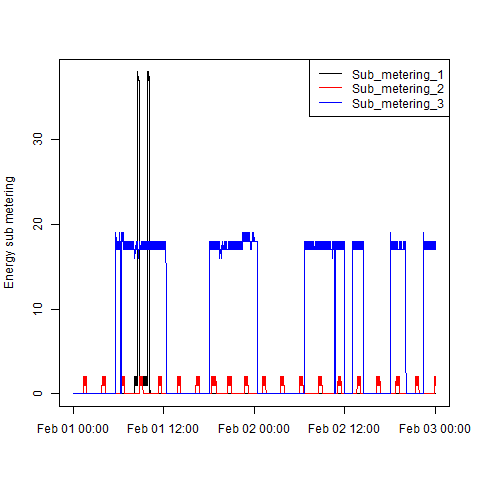 Sub_metering_1
Sub_metering_2
Sub_metering_3
Energy sub metering
30
20
10
0
Feb 01 00:00 Feb 01 12:00 Feb 02 00:00 Feb 02 12:00 Feb 03 00:00